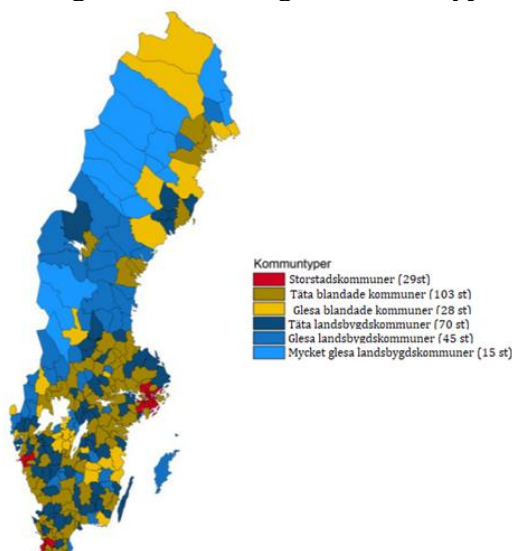 Kommuntyper
Storstadskommuner (29st)
Täta blandade kommuner (103 st)
Glesa blandade kommuner (28 st)
Täta landsbygdskommuner (70 st)
Glesa landsbygdskommuner (45 st)
Mycket glesa landsbygdskommuner (15 st)